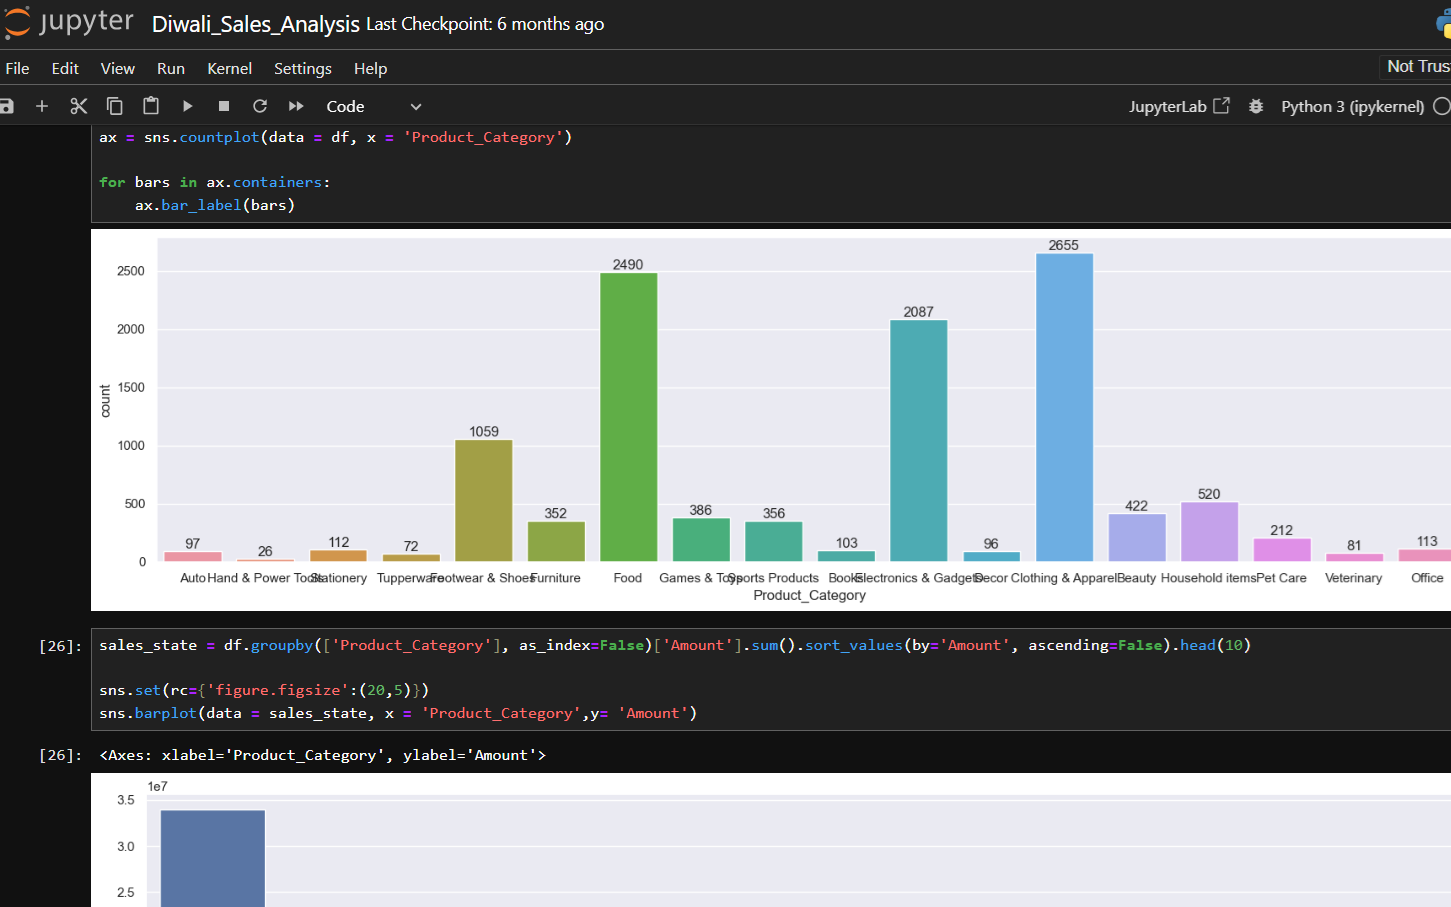 jupyter Diwali_Sales_Analysis Last Checkpoint: 6 months ago
File Edit View Run Kernel Settings Help Not Trus
Code JupyterLab Python 3 (ipykernel)
ax = sns.countplot(data = df, x = 'Product_Category')
for bars in ax.containers:
ax.bar_label(bars)
2655
2500
2490
2087
2000
1500
count
1059
1000
500
97 26 112 72 352 386 356 103 96 422 520 212 81 113
0
Auto Hand & Power Tools Stationery Tupperware Footwear & Shoes Furniture Food Games & Toys Sports Products Books Electronics & Gadgets Decor Clothing & Apparel Beauty Household items Pet Care Veterinary Office
Product_Category
[26]: sales_state = df.groupby(['Product_Category'], as_index=False)['Amount'].sum().sort_values(by='Amount', ascending=False).head(10)
sns.set(rc={'figure.figsize':(20,5)})
sns.barplot(data = sales_state, x = 'Product_Category',y= 'Amount')
[26]: <Axes: xlabel='Product_Category', ylabel='Amount'>
1e7
3.5
3.0
2.5